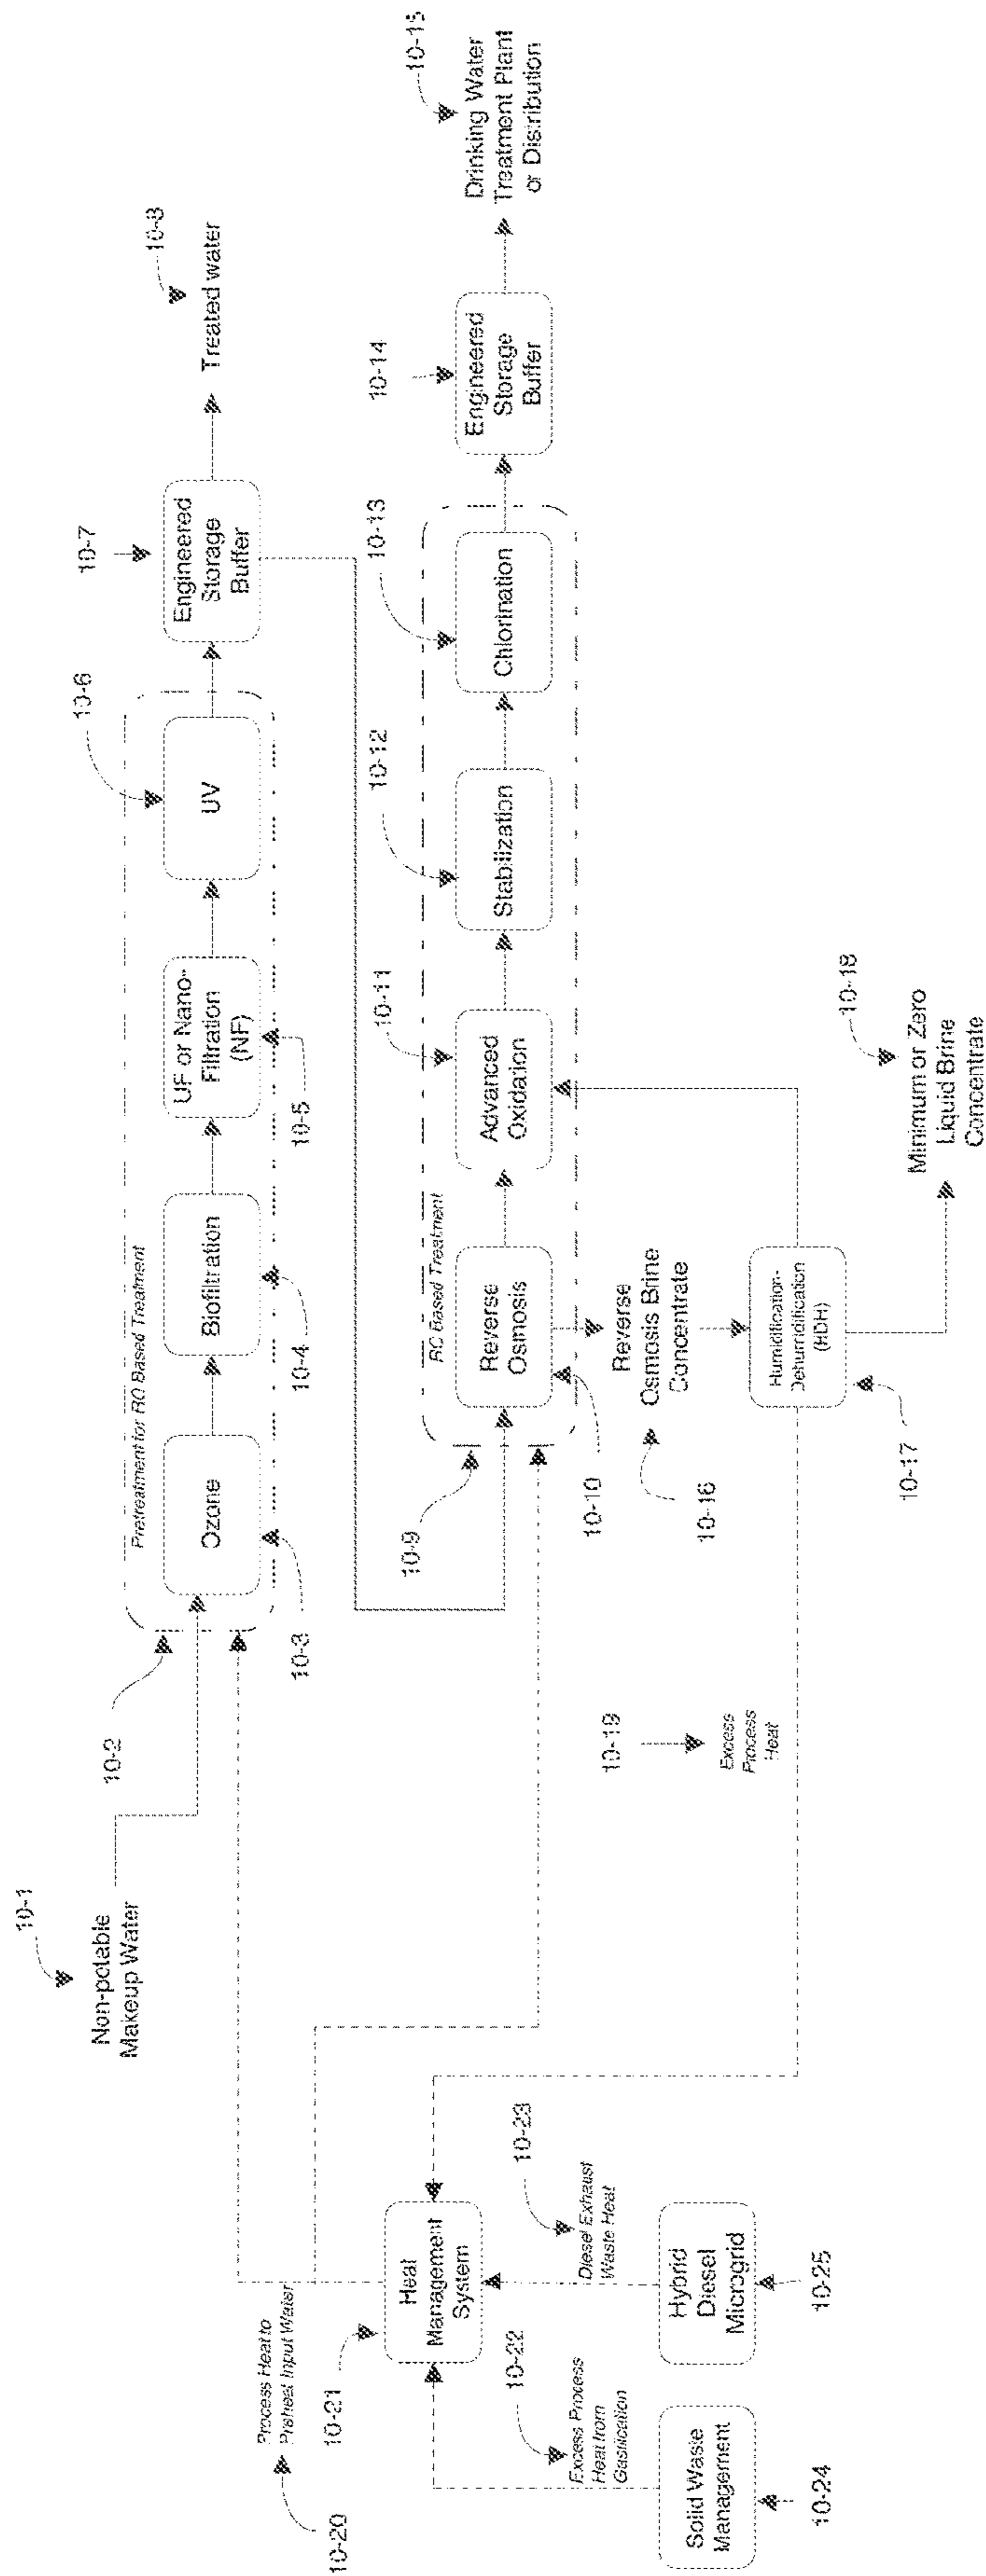 10-1
Non-potable
Makeup Water
10-2
Pretreatment for RO Based Treatment
Ozone
10-3
Biofiltration
10-4
UF or Nano-
Filtration
(NF)
10-5
UV
10-6
Engineered
Storage
Buffer
10-7
Treated water
10-8
10-9
RO Based Treatment
Reverse
Osmosis
10-10
Advanced
Oxidation
10-11
Stabilization
10-12
Chlorination
10-13
Engineered
Storage
Buffer
10-14
Drinking Water
Treatment Plant
or Distribution
10-15
Reverse
Osmosis Brine
Concentrate
10-16
Humidification-
Dehumidification
(HDH)
10-17
Minimum or Zero
Liquid Brine
Concentrate
10-18
10-19
Excess
Process
Heat
Process Heat to
Preheat Input Water
10-20
Heat
Management
System
10-21
Excess Process
Heat from
Gasification
10-22
Diesel Exhaust
Waste Heat
10-23
Solid Waste
Management
10-24
Hybrid
Diesel
Microgrid
10-25